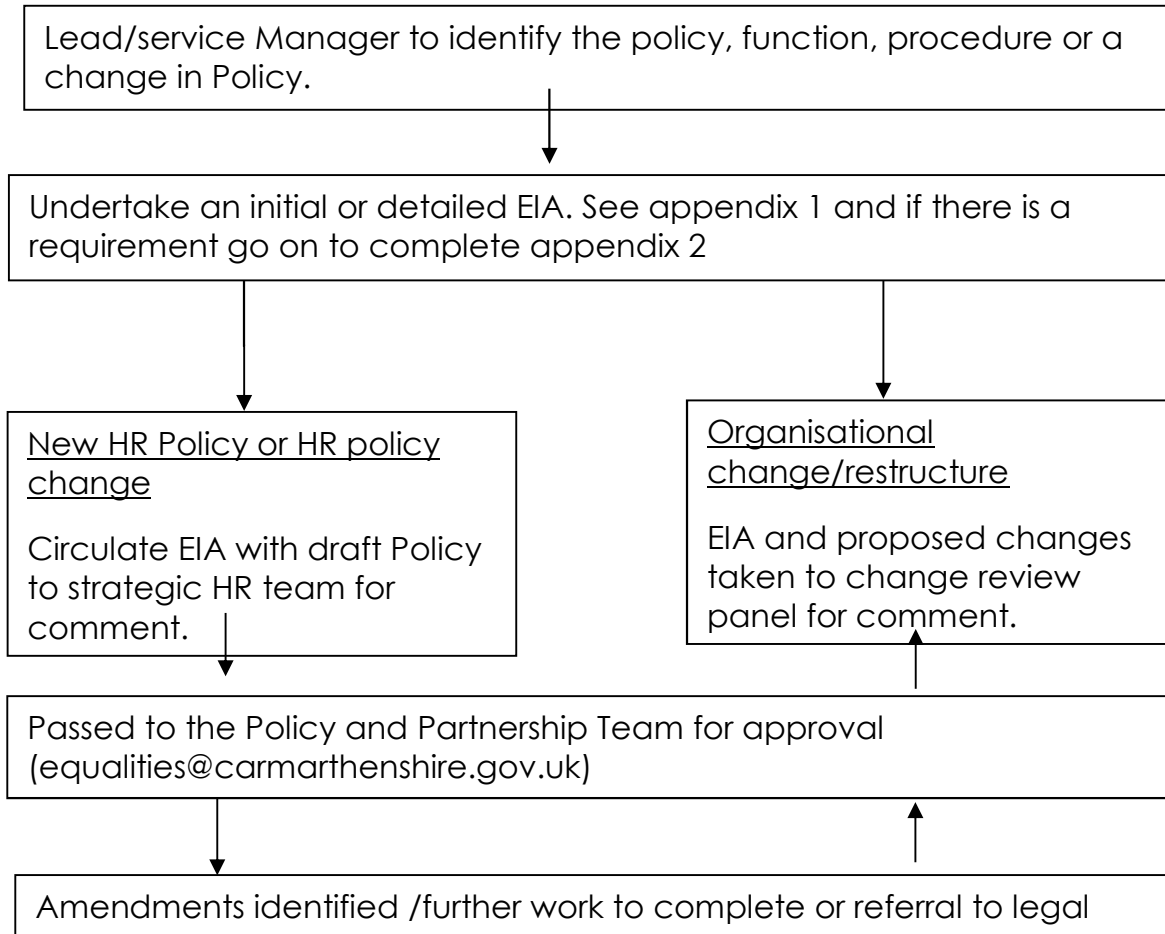 Lead/service Manager to identify the policy, function, procedure or a
change in Policy.
Undertake an initial or detailed EIA. See appendix 1 and if there is a
requirement go on to complete appendix 2
New HR Policy or HR policy
change
Circulate EIA with draft Policy
to strategic HR team for
comment.
Organisational
change/restructure
EIA and proposed changes
taken to change review
panel for comment.
Passed to the Policy and Partnership Team for approval
(equalities@carmarthenshire.gov.uk)
Amendments identified /further work to complete or referral to legal